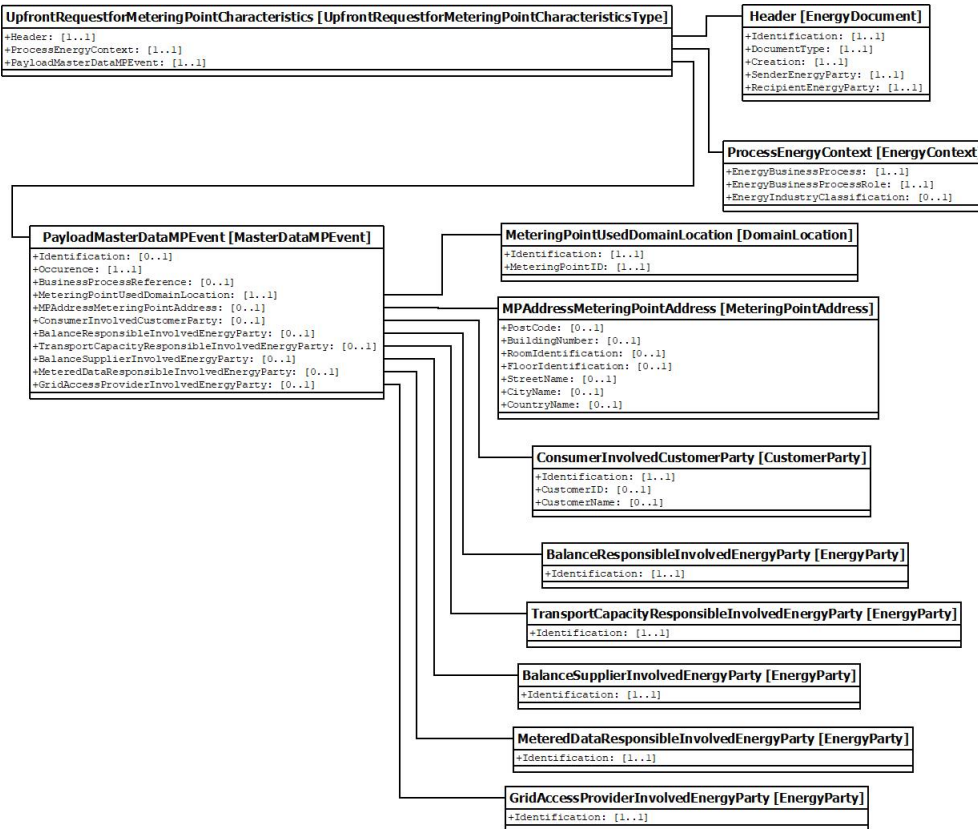 UpfrontRequestforMeteringPointCharacteristics [UpfrontRequestforMeteringPointCharacteristicsType]
+Header: [1..1]
+ProcessEnergyContext: [1..1]
+PayloadMasterDataMPEvent: [1..1]
Header [EnergyDocument]
+Identification: [1..1]
+DocumentType: [1..1]
+Creation: [1..1]
+SenderEnergyParty: [1..1]
+RecipientEnergyParty: [1..1]
ProcessEnergyContext [EnergyContext
+EnergyBusinessProcess: [1..1]
+EnergyBusinessProcessRole: [1..1]
+EnergyIndustryClassification: [0..1]
PayloadMasterDataMPEvent [MasterDataMPEvent]
+Identification: [0..1]
+Occurence: [1..1]
+BusinessProcessReference: [0..1]
+MeteringPointUsedDomainLocation: [1..1]
+MPAddressMeteringPointAddress: [0..1]
+ConsumerInvolvedCustomerParty: [0..1]
+BalanceResponsibleInvolvedEnergyParty: [0..1]
+TransportCapacityResponsibleInvolvedEnergyParty: [0..1]
+BalanceSupplierInvolvedEnergyParty: [0..1]
+MeteredDataResponsibleInvolvedEnergyParty: [0..1]
+GridAccessProviderInvolvedEnergyParty: [0..1]
MeteringPointUsedDomainLocation [DomainLocation]
+Identification: [1..1]
+MeteringPointID: [1..1]
MPAddressMeteringPointAddress [MeteringPointAddress]
+PostCode: [0..1]
+BuildingNumber: [0..1]
+RoomIdentification: [0..1]
+FloorIdentification: [0..1]
+StreetName: [0..1]
+CityName: [0..1]
+CountryName: [0..1]
ConsumerInvolvedCustomerParty [CustomerParty]
+Identification: [1..1]
+CustomerID: [0..1]
+CustomerName: [0..1]
BalanceResponsibleInvolvedEnergyParty [EnergyParty]
+Identification: [1..1]
TransportCapacityResponsibleInvolvedEnergyParty [EnergyParty]
+Identification: [1..1]
BalanceSupplierInvolvedEnergyParty [EnergyParty]
+Identification: [1..1]
MeteredDataResponsibleInvolvedEnergyParty [EnergyParty]
+Identification: [1..1]
GridAccessProviderInvolvedEnergyParty [EnergyParty]
+Identification: [1..1]